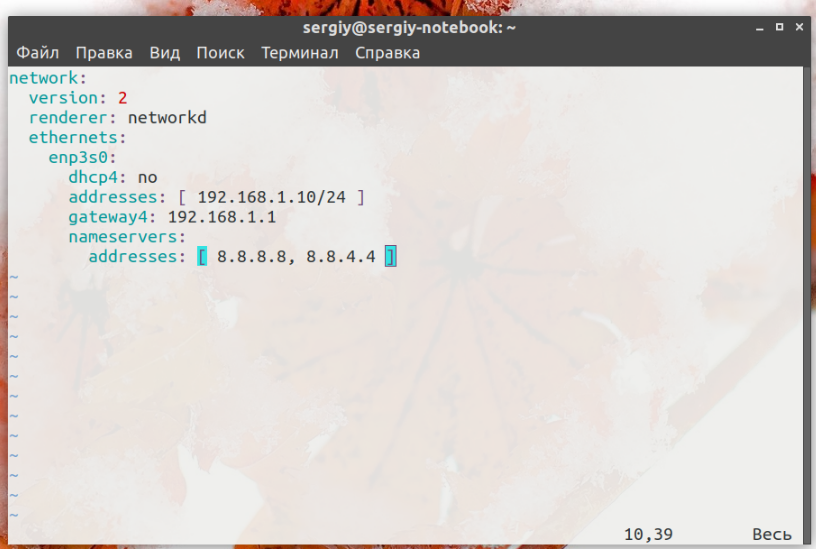 sergiy@sergiy-notebook: ~
Файл Правка Вид Поиск Терминал Справка
network:
  version: 2
  renderer: networkd
  ethernets:
    enp3s0:
      dhcp4: no
      addresses: [ 192.168.1.10/24 ]
      gateway4: 192.168.1.1
      nameservers:
        addresses: [ 8.8.8.8, 8.8.4.4 ]
~
~
~
~
~
~
~
~
~
~
~
~
~
10,39 Весь